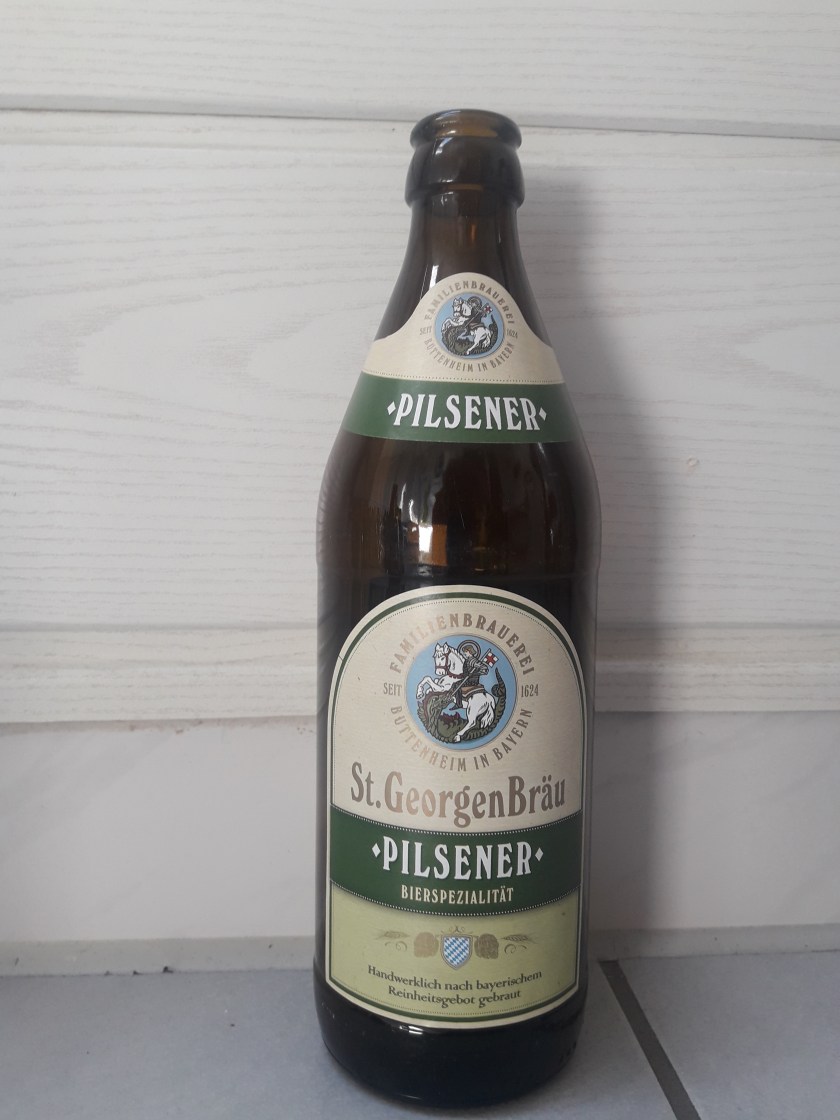 FAMILIENBRAUEREI
SEIT 1624
BUTTENHEIM IN BAYERN
PILSENER
FAMILIENBRAUEREI
SEIT 1624
BUTTENHEIM IN BAYERN
St.GeorgenBräu
PILSENER
BIERSPEZIALITÄT
Handwerklich nach bayerischem
Reinheitsgebot gebraut